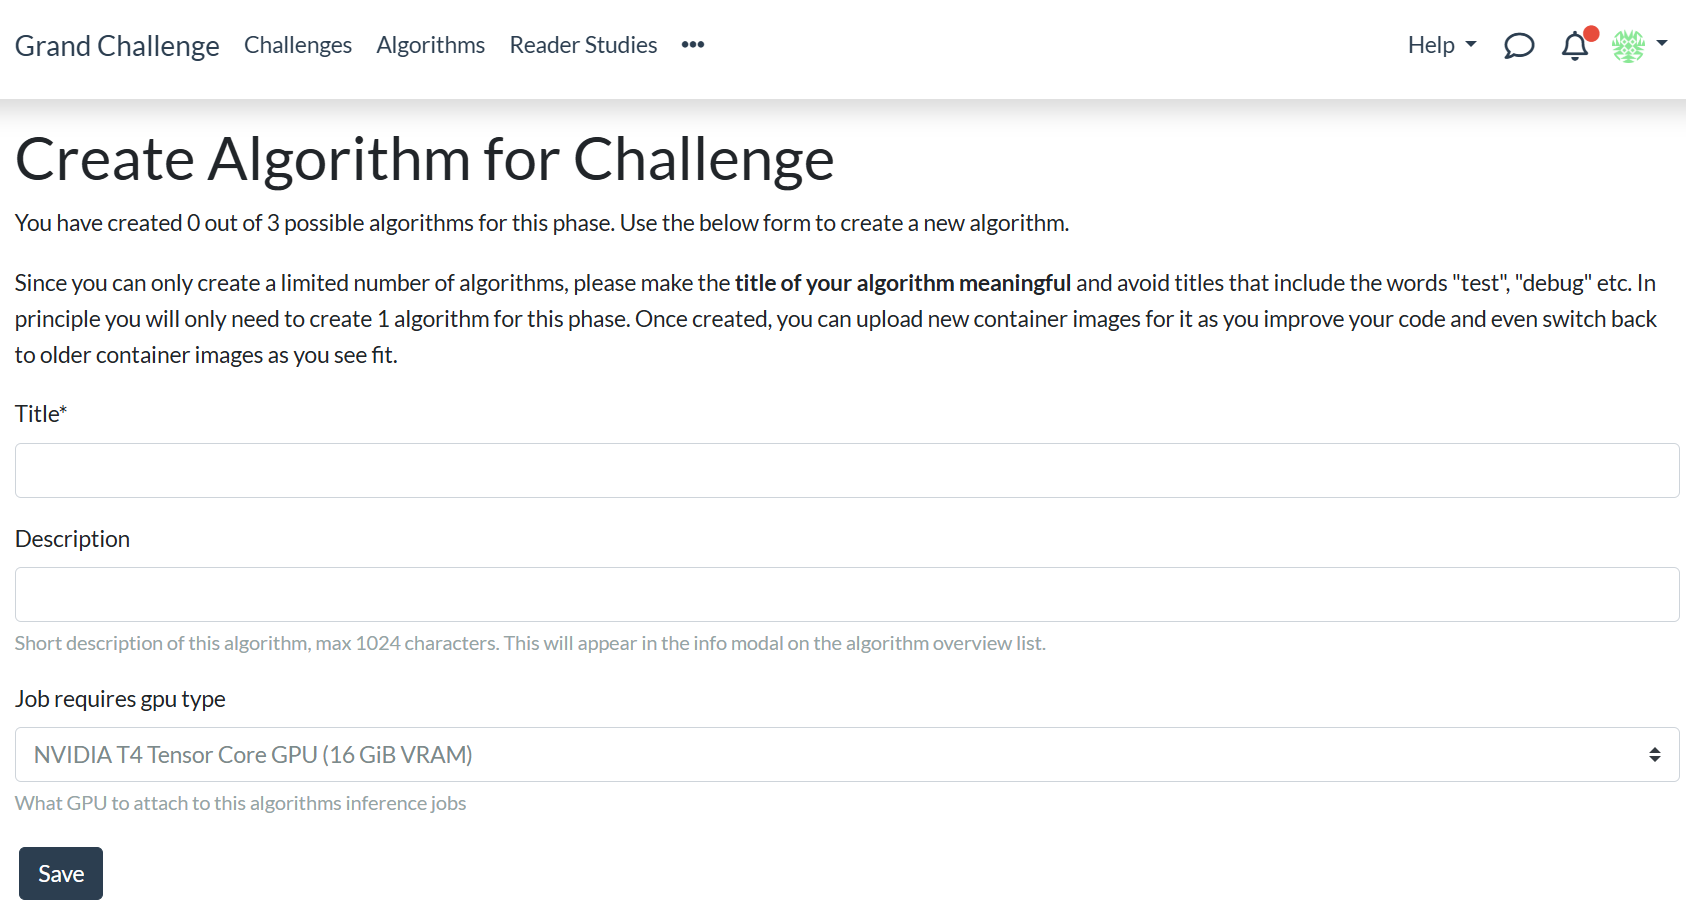 Grand Challenge Challenges Algorithms Reader Studies ••• Help
Create Algorithm for Challenge
You have created 0 out of 3 possible algorithms for this phase. Use the below form to create a new algorithm.
Since you can only create a limited number of algorithms, please make the title of your algorithm meaningful and avoid titles that include the words "test", "debug" etc. In
principle you will only need to create 1 algorithm for this phase. Once created, you can upload new container images for it as you improve your code and even switch back
to older container images as you see fit.
Title*
Description
Short description of this algorithm, max 1024 characters. This will appear in the info modal on the algorithm overview list.
Job requires gpu type
NVIDIA T4 Tensor Core GPU (16 GiB VRAM)
What GPU to attach to this algorithms inference jobs
Save